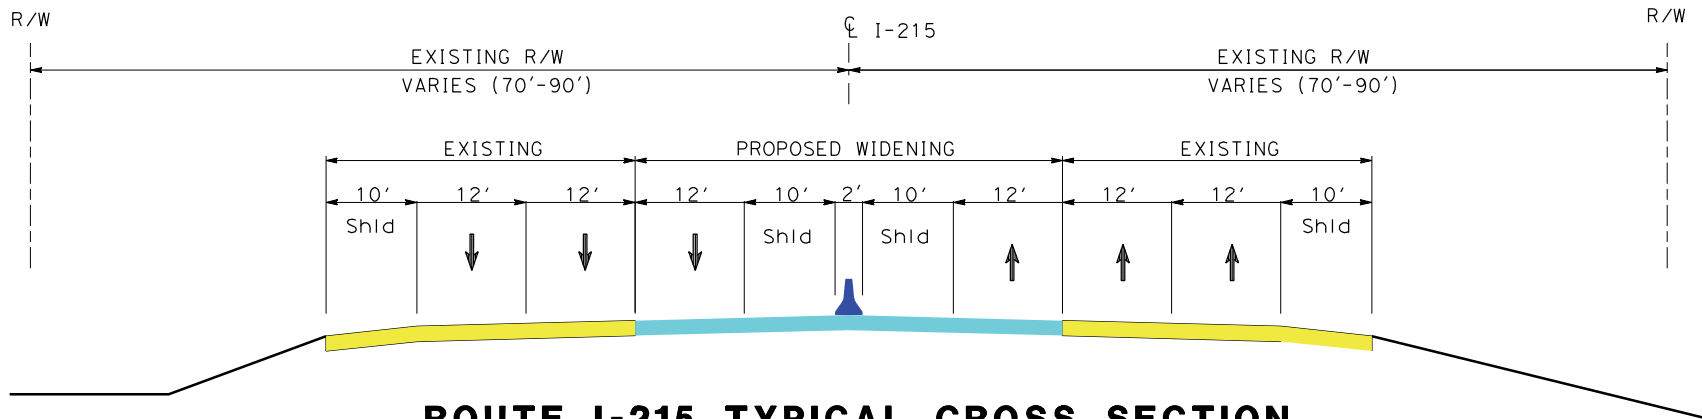 R/W
℄ I-215
R/W
EXISTING R/W
EXISTING R/W
VARIES (70'-90')
VARIES (70'-90')
EXISTING
PROPOSED WIDENING
EXISTING
10' 12' 12' 12' 10' 2' 10' 12' 12' 12' 10'
Shld Shld Shld Shld
ROUTE I-215 TYPICAL CROSS SECTION